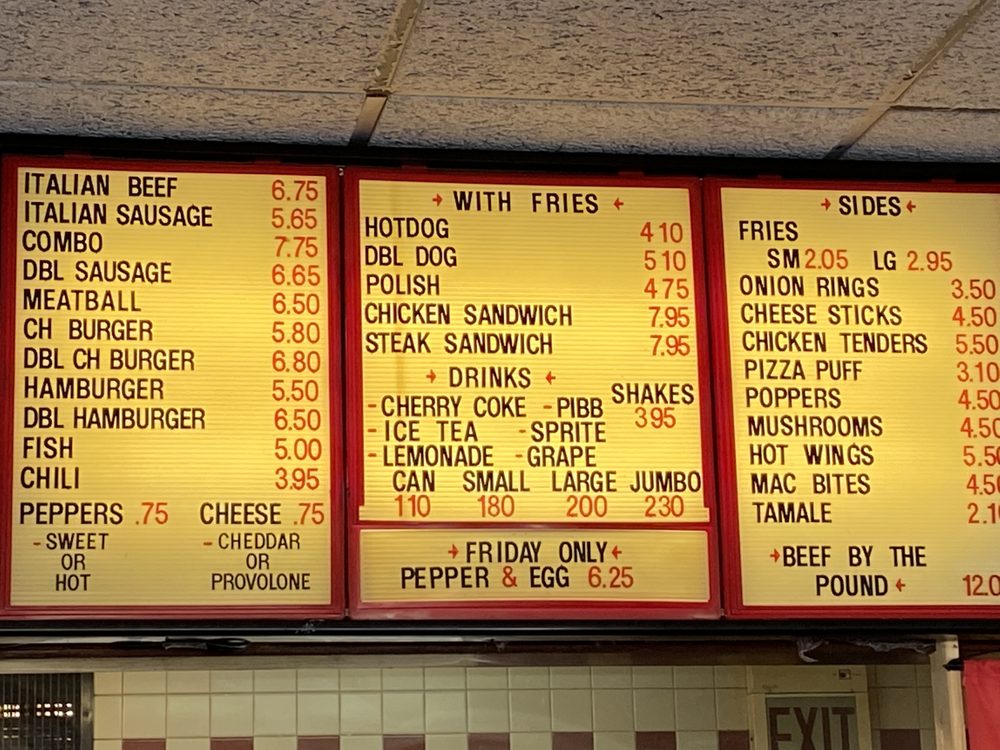 ITALIAN BEEF 6.75
ITALIAN SAUSAGE 5.65
COMBO 7.75
DBL SAUSAGE 6.65
MEATBALL 6.50
CH BURGER 5.80
DBL CH BURGER 6.80
HAMBURGER 5.50
DBL HAMBURGER 6.50
FISH 5.00
CHILI 3.95
PEPPERS .75 CHEESE .75
-SWEET -CHEDDAR
OR OR
HOT PROVOLONE
WITH FRIES
HOTDOG 410
DBL DOG 510
POLISH 475
CHICKEN SANDWICH 7.95
STEAK SANDWICH 7.95
DRINKS
SHAKES
-CHERRY COKE -PIBB 395
-ICE TEA -SPRITE
-LEMONADE -GRAPE
CAN SMALL LARGE JUMBO
110 180 200 230
FRIDAY ONLY
PEPPER & EGG 6.25
SIDES
FRIES
SM 2.05 LG 2.95
ONION RINGS 3.50
CHEESE STICKS 4.50
CHICKEN TENDERS 5.50
PIZZA PUFF 3.10
POPPERS 4.50
MUSHROOMS 4.50
HOT WINGS 5.50
MAC BITES 4.50
TAMALE 2.1
BEEF BY THE
POUND 12.0
EXIT